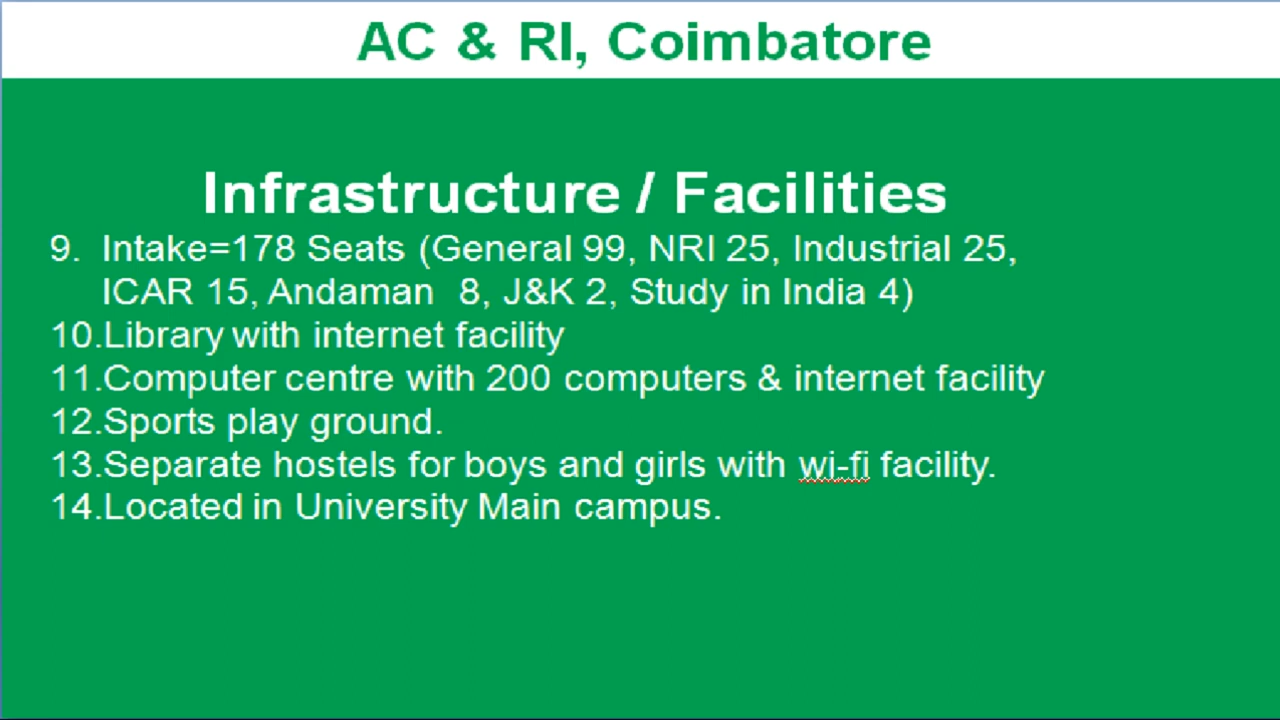 AC & RI, Coimbatore
Infrastructure / Facilities
9. Intake=178 Seats (General 99, NRI 25, Industrial 25,
ICAR 15, Andaman 8, J&K 2, Study in India 4)
10.Library with internet facility
11.Computer centre with 200 computers & internet facility
12.Sports play ground.
13.Separate hostels for boys and girls with wi-fi facility.
14.Located in University Main campus.